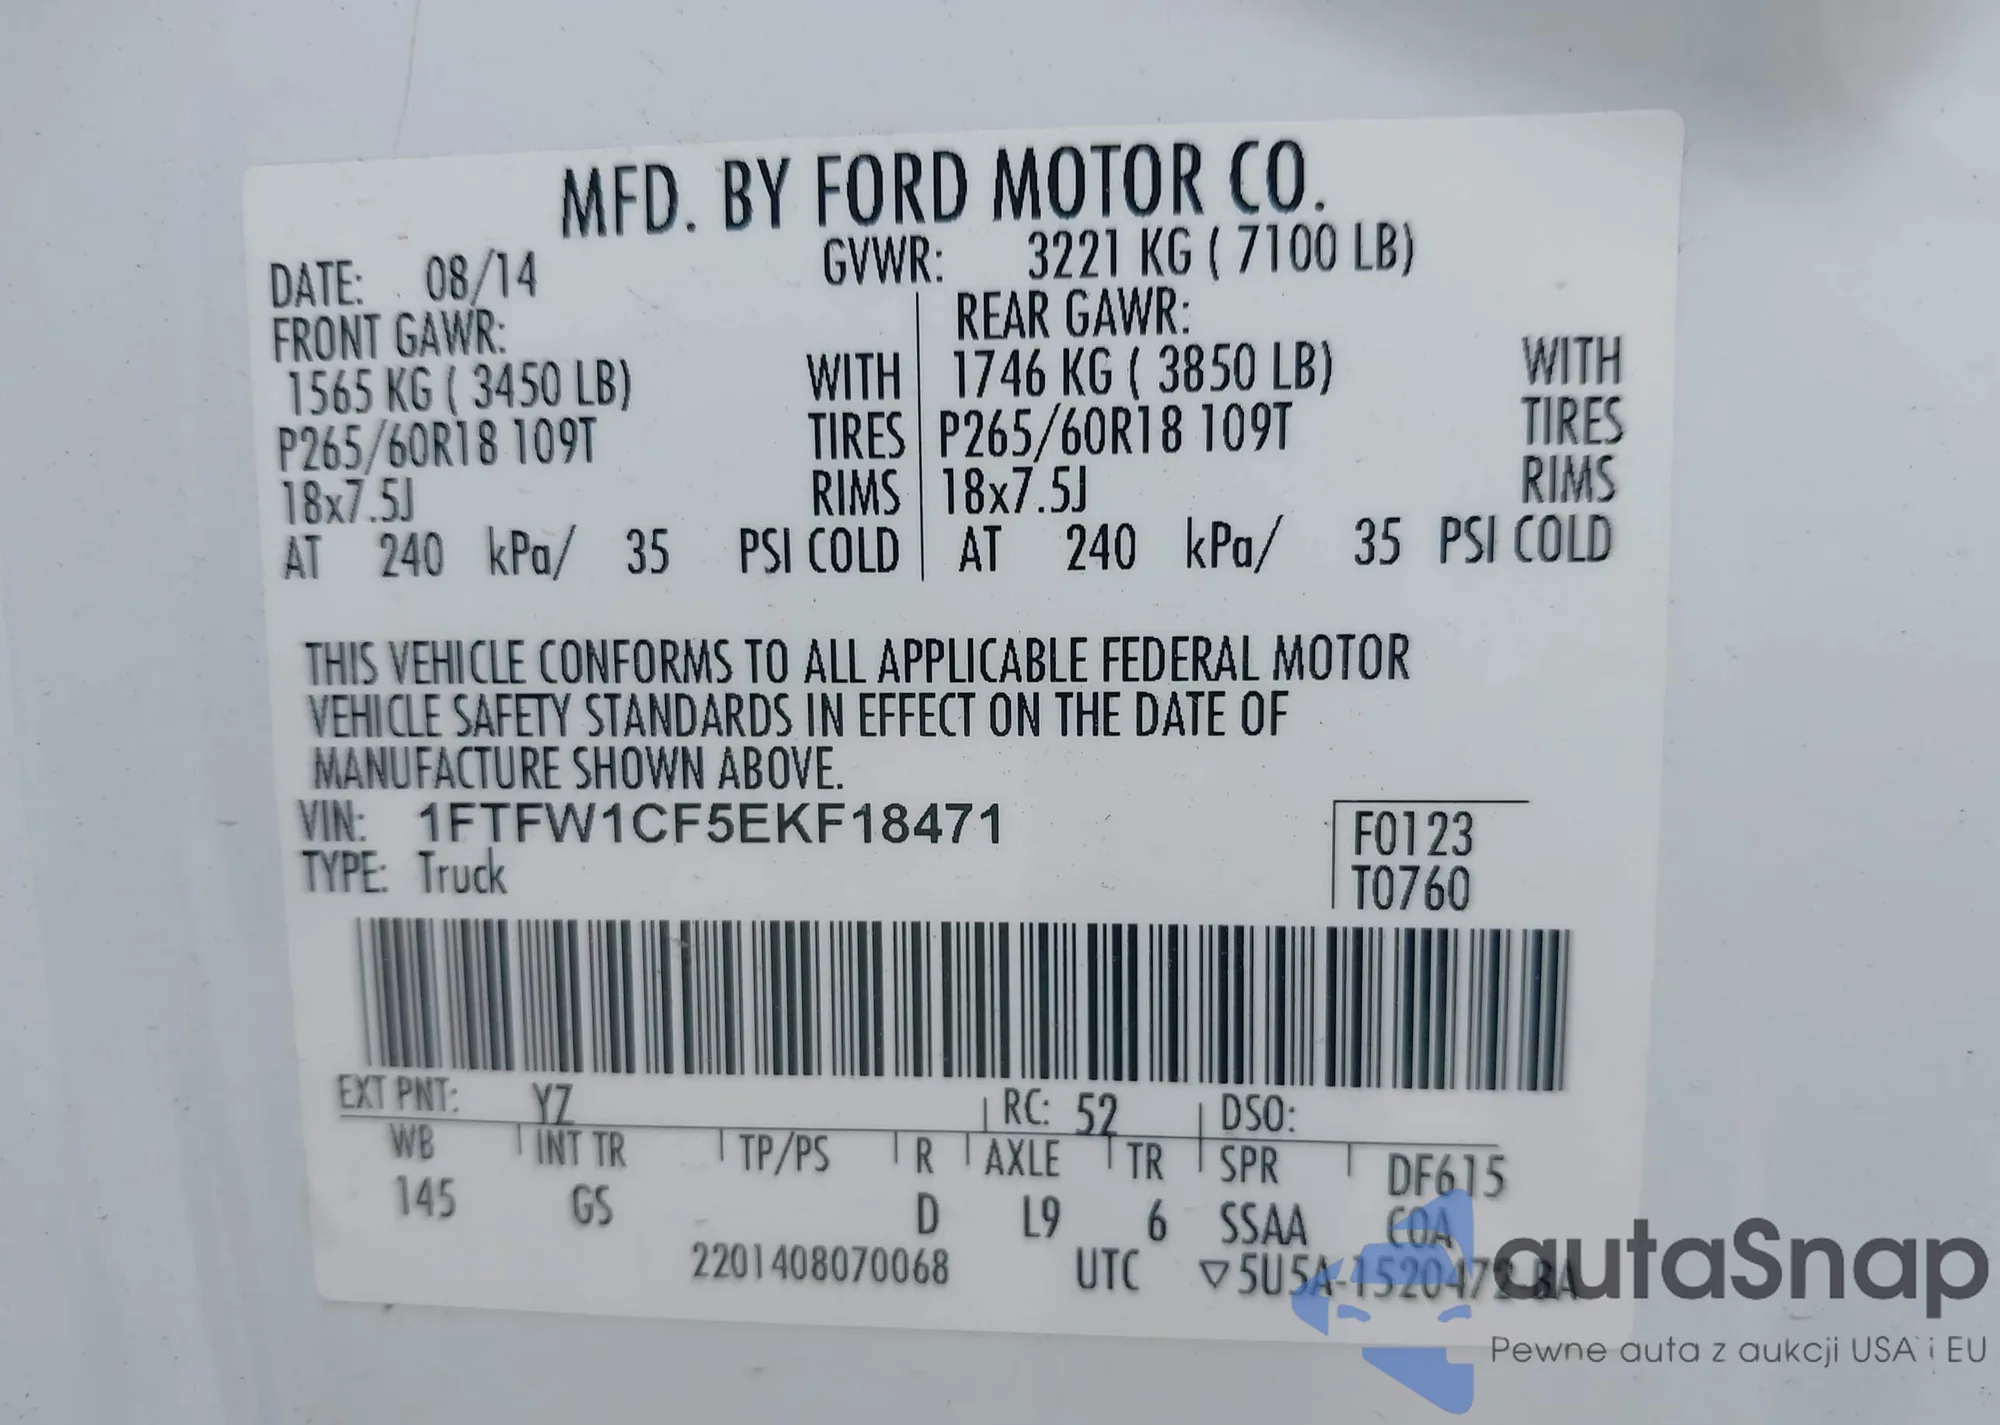 MFD. BY FORD MOTOR CO.
DATE: 08/14 GVWR: 3221 KG ( 7100 LB)
FRONT GAWR: REAR GAWR:
1565 KG ( 3450 LB) WITH 1746 KG ( 3850 LB) WITH
P265/60R18 109T TIRES P265/60R18 109T TIRES
18x7.5J RIMS 18x7.5J RIMS
AT 240 kPa/ 35 PSI COLD AT 240 kPa/ 35 PSI COLD
THIS VEHICLE CONFORMS TO ALL APPLICABLE FEDERAL MOTOR
VEHICLE SAFETY STANDARDS IN EFFECT ON THE DATE OF
MANUFACTURE SHOWN ABOVE.
VIN: 1FTFW1CF5EKF18471 F0123
TYPE: Truck T0760
EXT PNT: YZ RC: 52 DSO:
WB INT TR TP/PS R AXLE TR SPR DF615
145 GS D L9 6 SSAA COA
2201408070068 UTC ▽5U5A-1520472-BA
autaSnap
Pewne auta z aukcji USA i EU